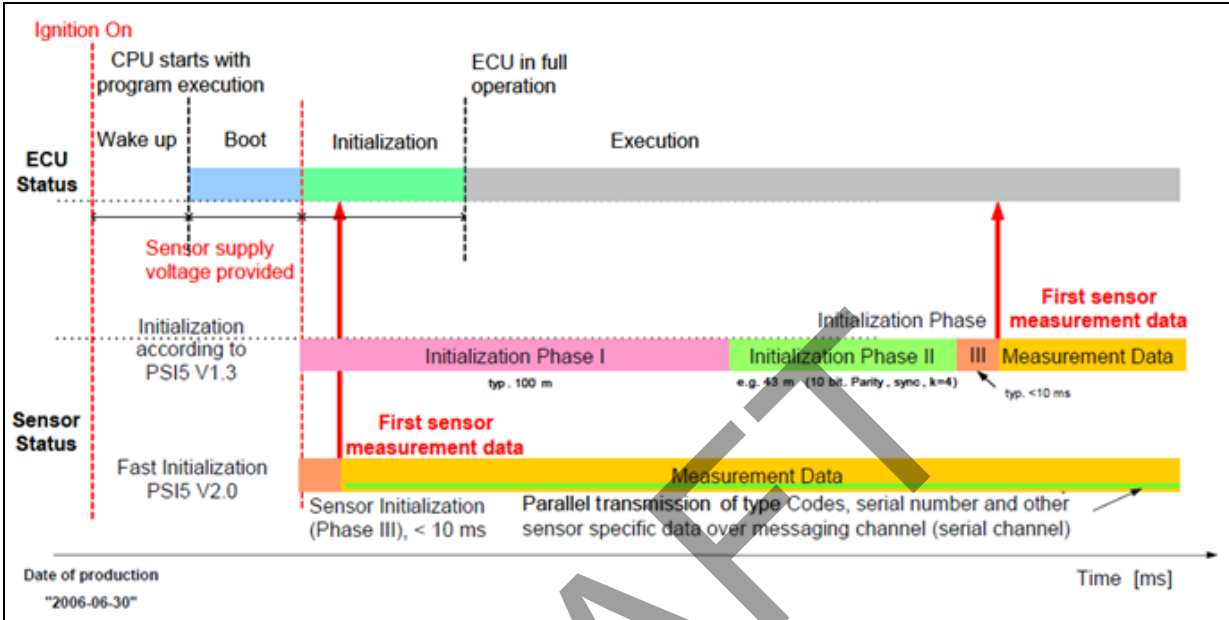 Ignition On
CPU starts with
program execution
ECU in full
operation
Wake up
Boot
Initialization
Execution
ECU
Status
Sensor supply
voltage provided
First sensor
measurement data
Initialization
according to
PSI5 V1.3
Initialization Phase
Initialization Phase I
Initialization Phase II
III
Measurement Data
typ. 100 m
e.g. 43 m (10 bit. Parity, sync, k=4)
typ. <10 ms
Sensor
Status
First sensor
measurement data
Fast Initialization
PSI5 V2.0
Measurement Data
Sensor Initialization
(Phase III), < 10 ms
Parallel transmission of type Codes, serial number and other
sensor specific data over messaging channel (serial channel)
Date of production
"2006-06-30"
Time [ms]
AFT